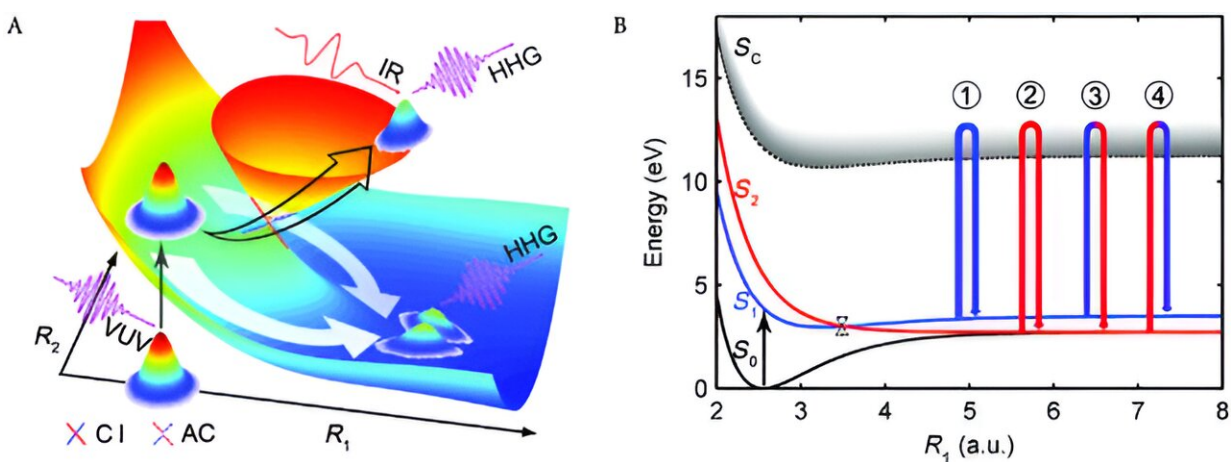 A
IR
HHG
HHG
VUV
R2
R1
CI
AC
B
Energy (eV)
15
10
5
0
SC
S2
S1
S0
①
②
③
④
2
3
4
5
6
7
8
R1 (a.u.)